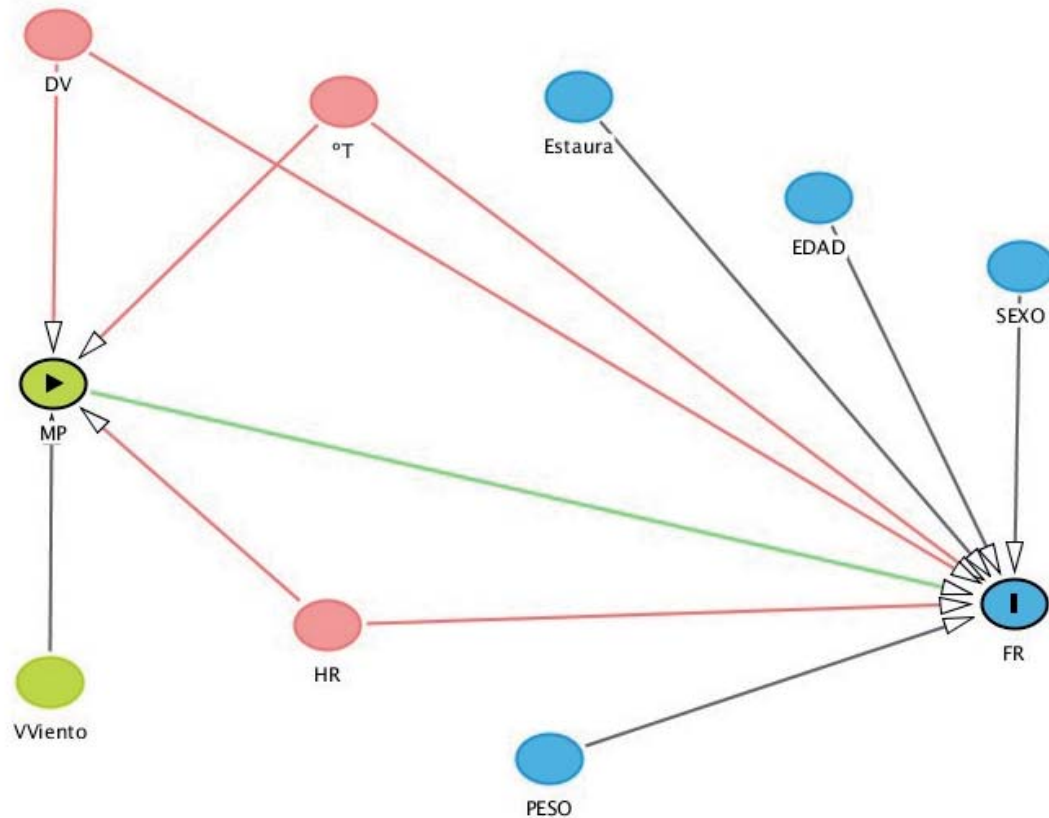 DV
°T
Estaura
EDAD
SEXO
MP
HR
FR
VViento
PESO